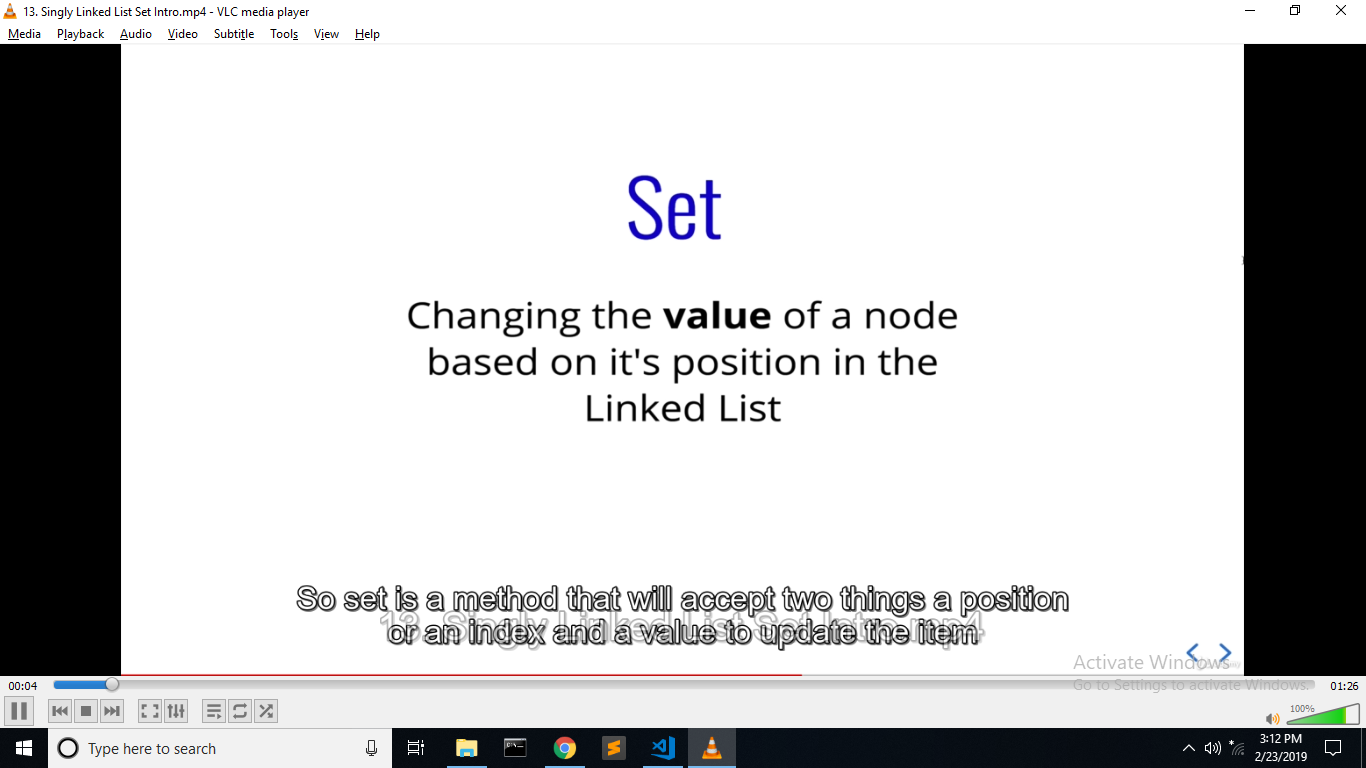 13. Singly Linked List Set Intro.mp4 - VLC media player
Media Playback Audio Video Subtitle Tools View Help
Set
Changing the value of a node
based on it's position in the
Linked List
So set is a method that will accept two things a position
or an index and a value to update the item
13. Singly Linked List Set Intro.mp4
Activate Windows
Go to Settings to activate Windows.
00:04
01:26
100%
Type here to search
3:12 PM
2/23/2019